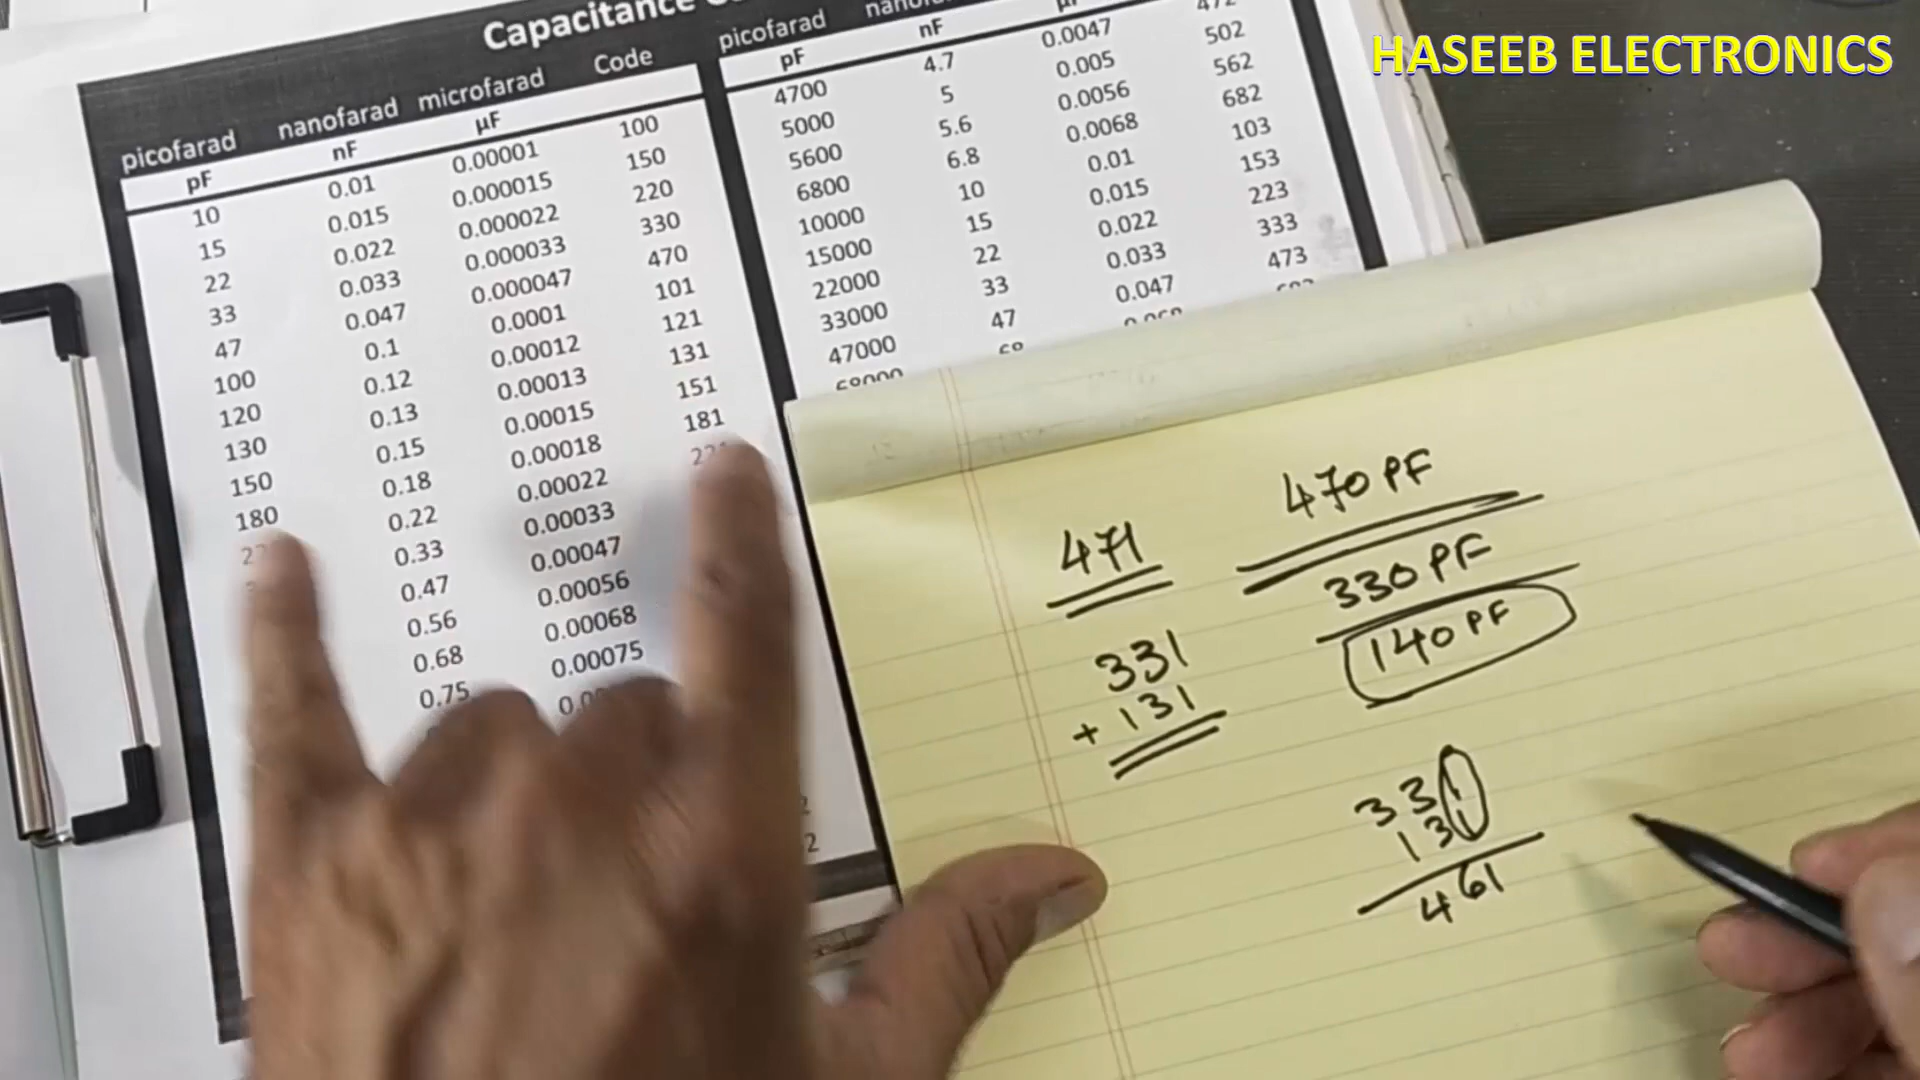 HASEEB ELECTRONICS
Capacitance
picofarad nanofarad microfarad Code
pF nF µF
10 0.01 0.00001 100
15 0.015 0.000015 150
22 0.022 0.000022 220
33 0.033 0.000033 330
47 0.047 0.000047 470
100 0.1 0.0001 101
120 0.12 0.00012 121
130 0.13 0.00013 131
150 0.15 0.00015 151
180 0.18 0.00018 181
0.22 0.00022
0.33 0.00033
0.47 0.00047
0.56 0.00056
0.68 0.00068
0.75 0.00075
picofarad
pF nF
4700 4.7 0.0047 472
5000 5 0.005 502
5600 5.6 0.0056 562
6800 6.8 0.0068 682
10000 10 0.01 103
15000 15 0.015 153
22000 22 0.022 223
33000 33 0.033 333
47000 47 0.047 473
471
331
+ 131
470 PF
330 PF
140 PF
331
131
461